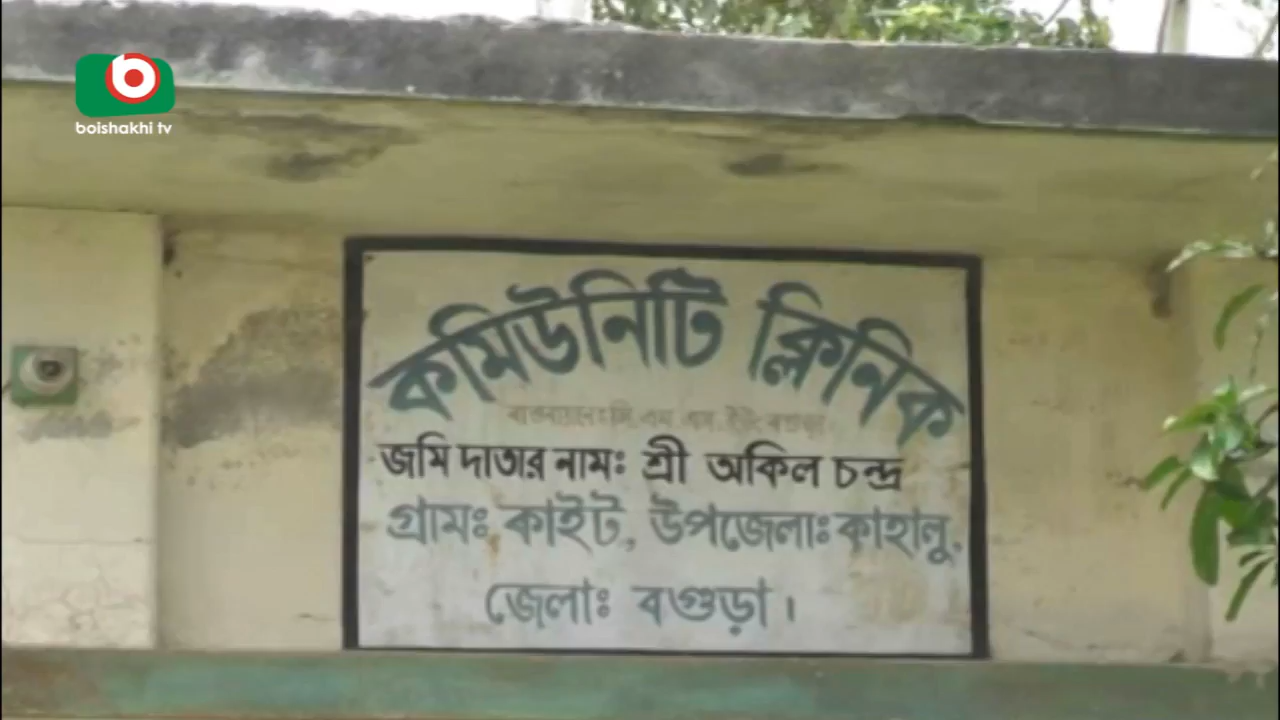 boishakhi tv
কমিউনিটি ক্লিনিক
জমি দাতার নামঃ শ্রী অকিল চন্দ্র
গ্রামঃ কাইট, উপজেলাঃ কাহালু,
জেলাঃ বগুড়া।